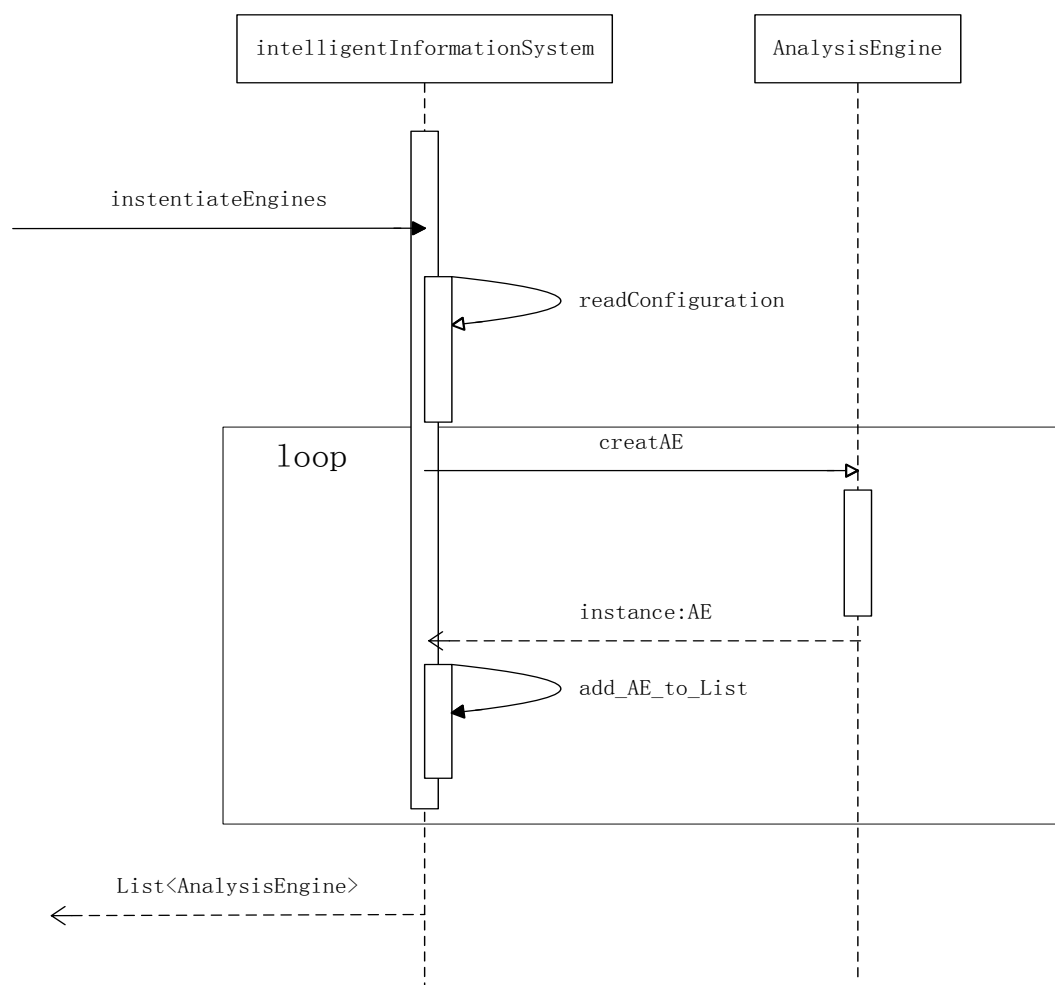 intelligentInformationSystem
AnalysisEngine
instentiateEngines
readConfiguration
creatAE
loop
instance:AE
add_AE_to_List
List<AnalysisEngine>